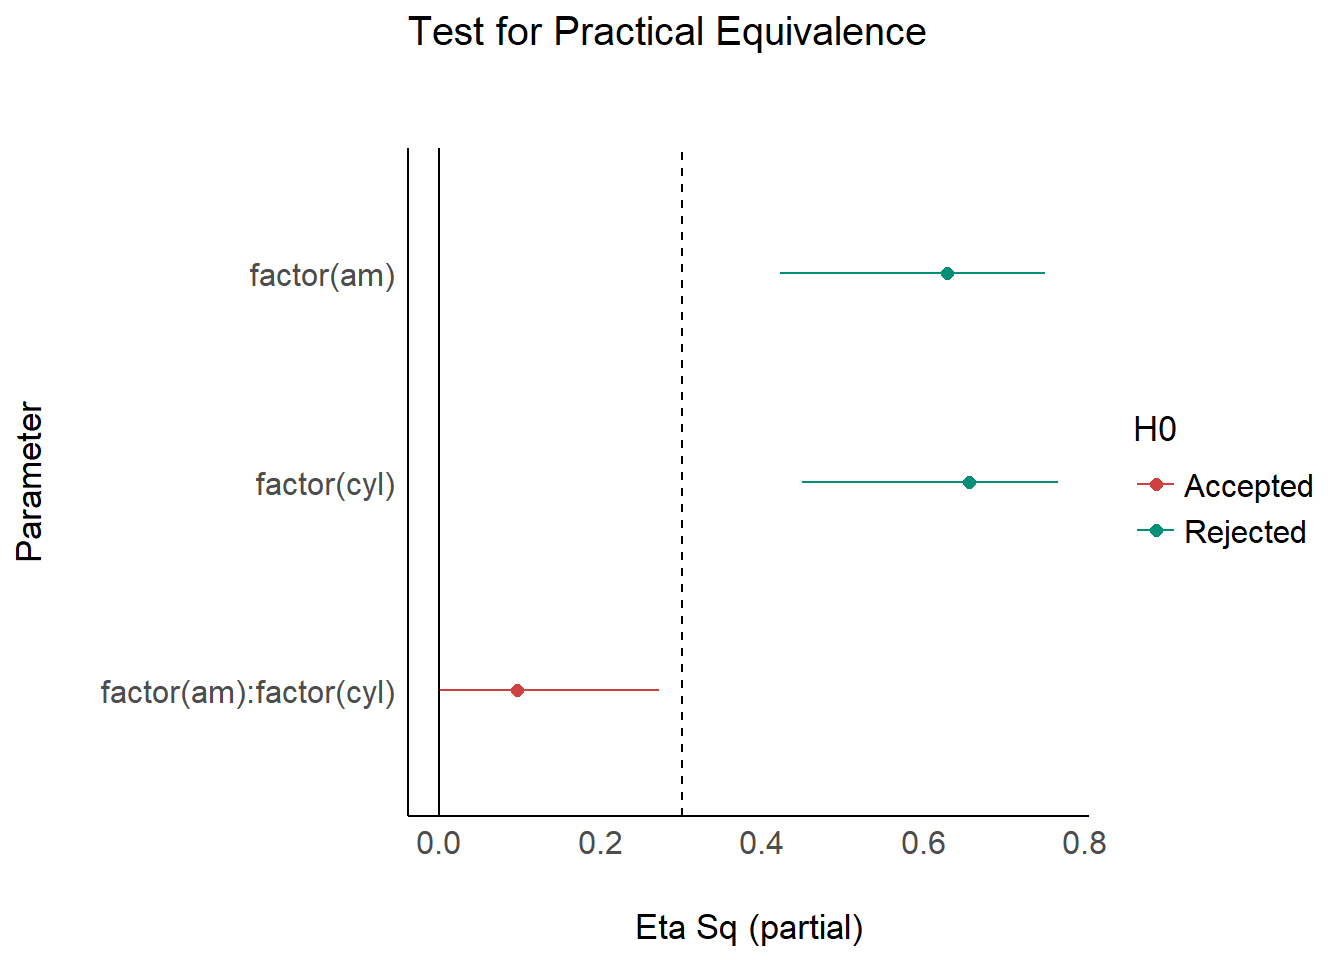 Test for Practical Equivalence
factor(am)
factor(cyl)
factor(am):factor(cyl)
Parameter
0.0 0.2 0.4 0.6 0.8
Eta Sq (partial)
H0
Accepted
Rejected